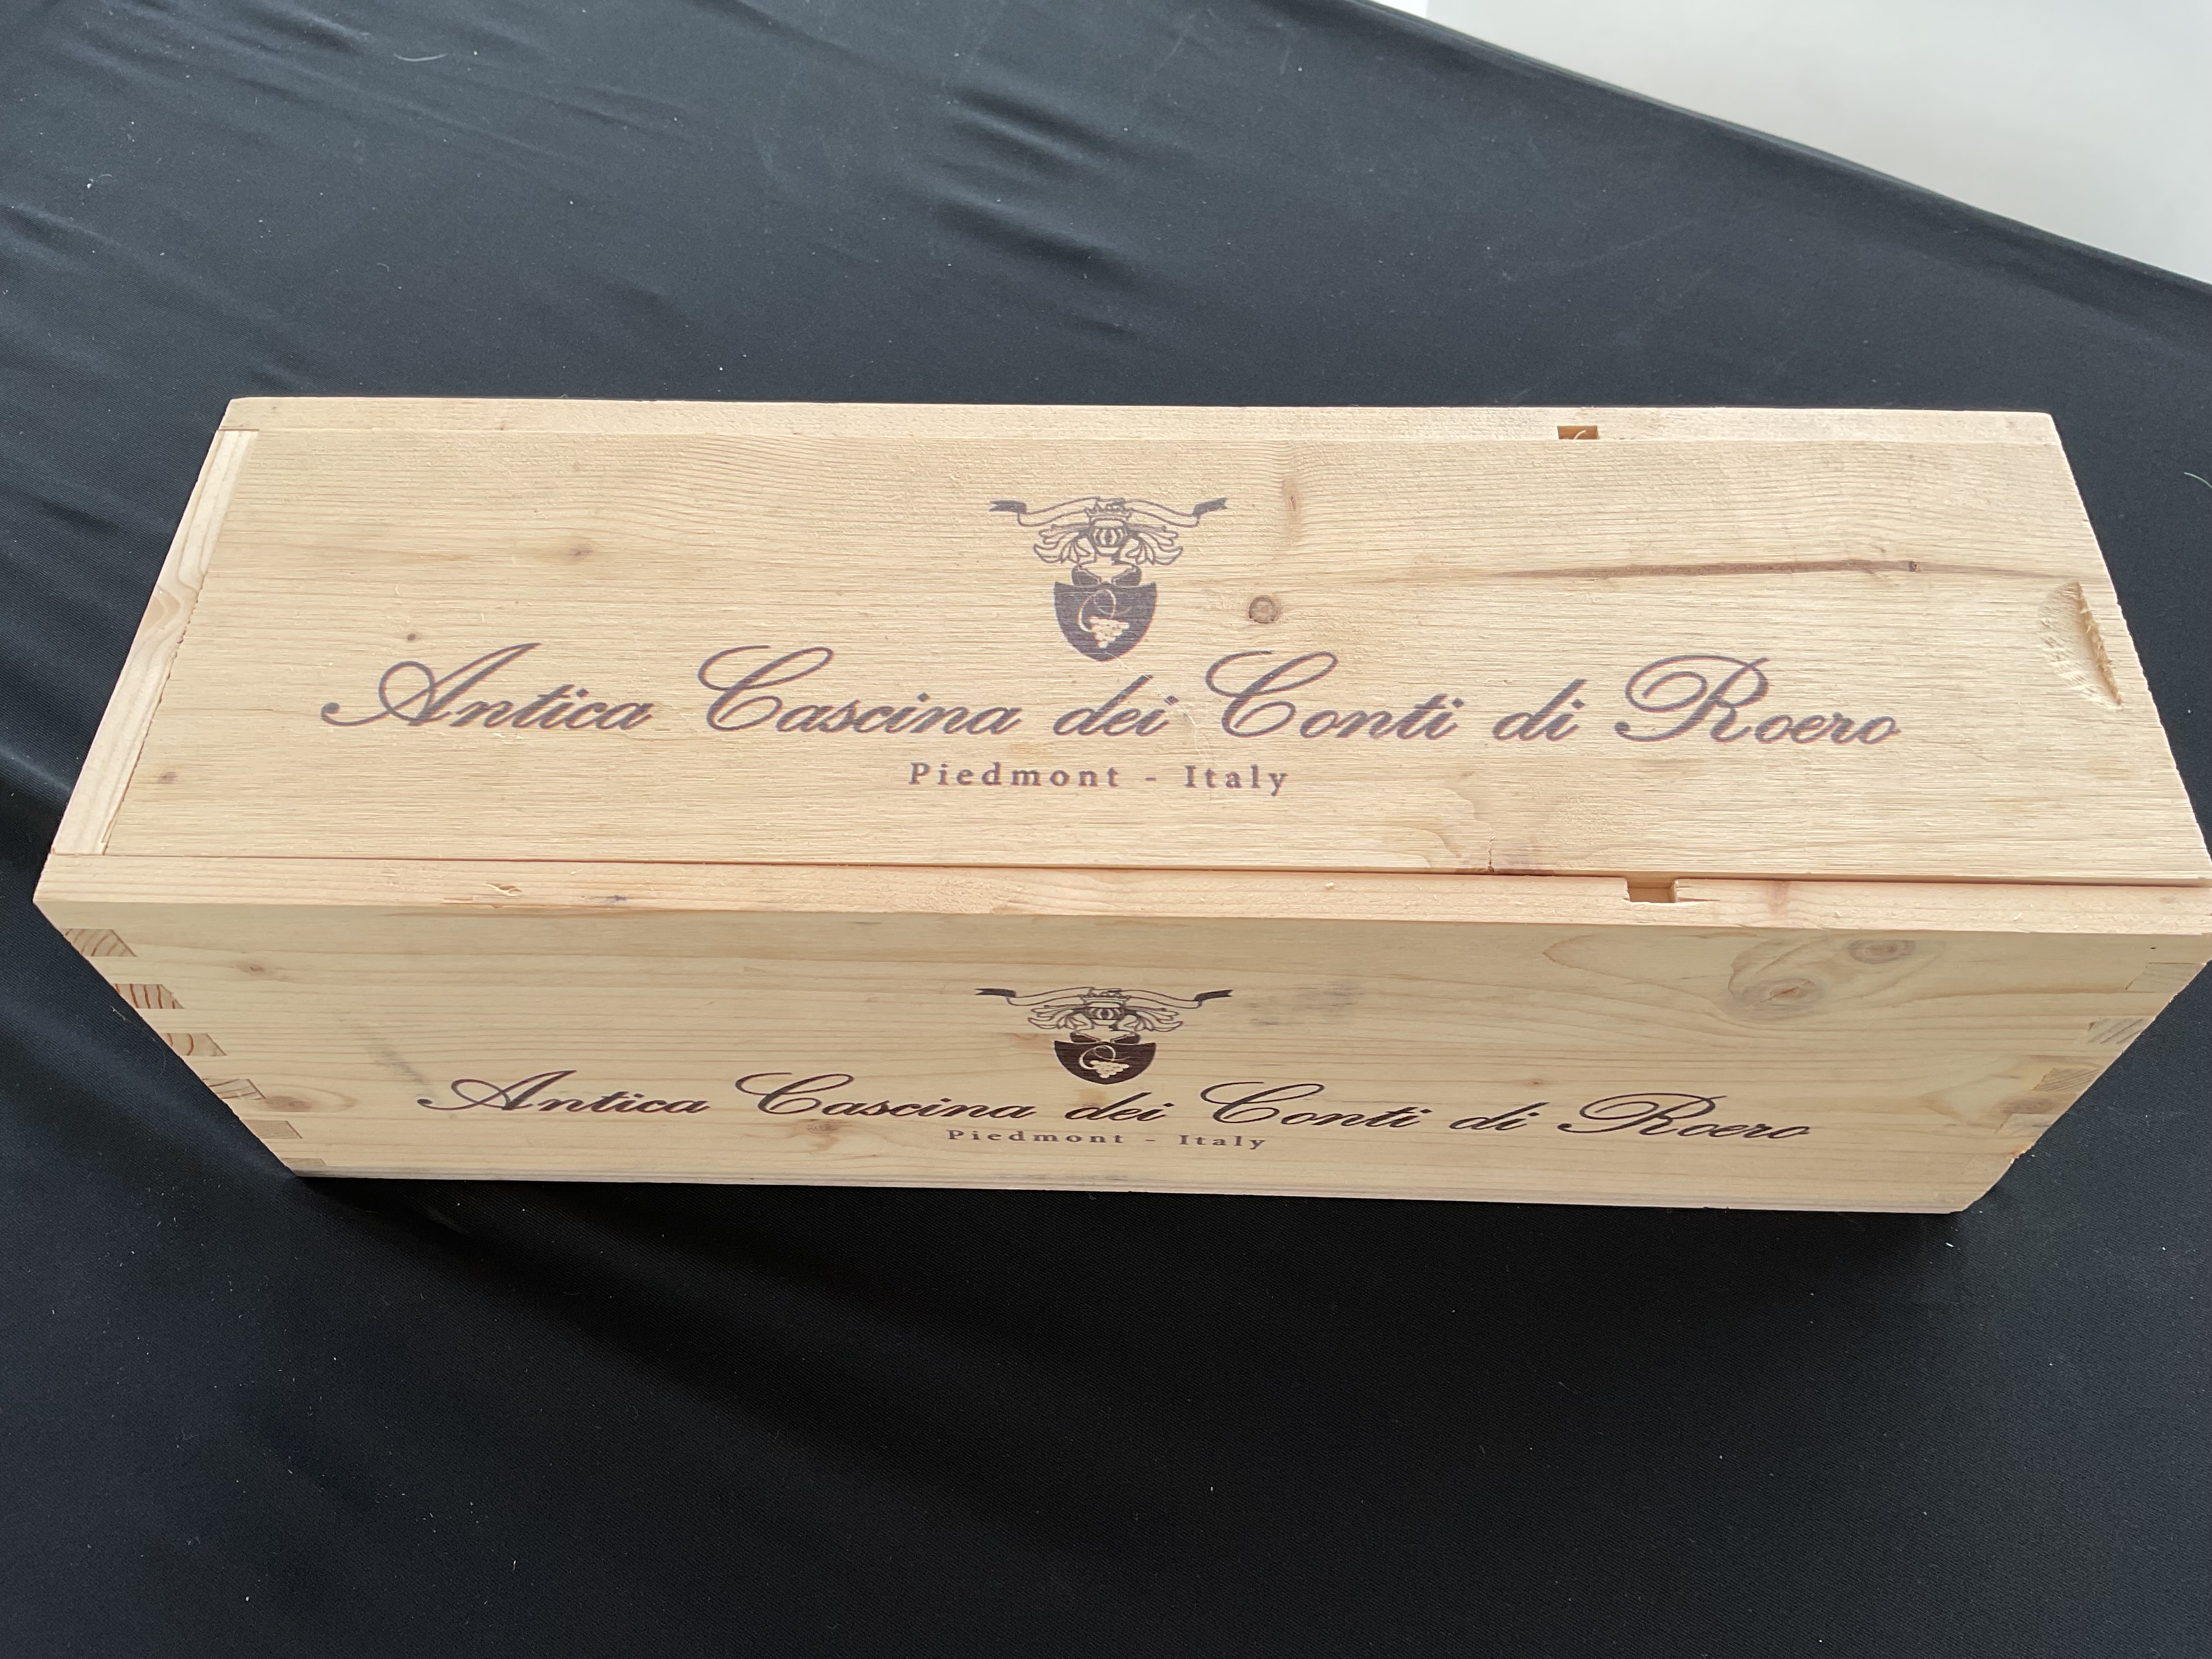 Antica Cascina dei Conti di Roero
Piedmont - Italy
Antica Cascina dei Conti di Roero
Piedmont - Italy